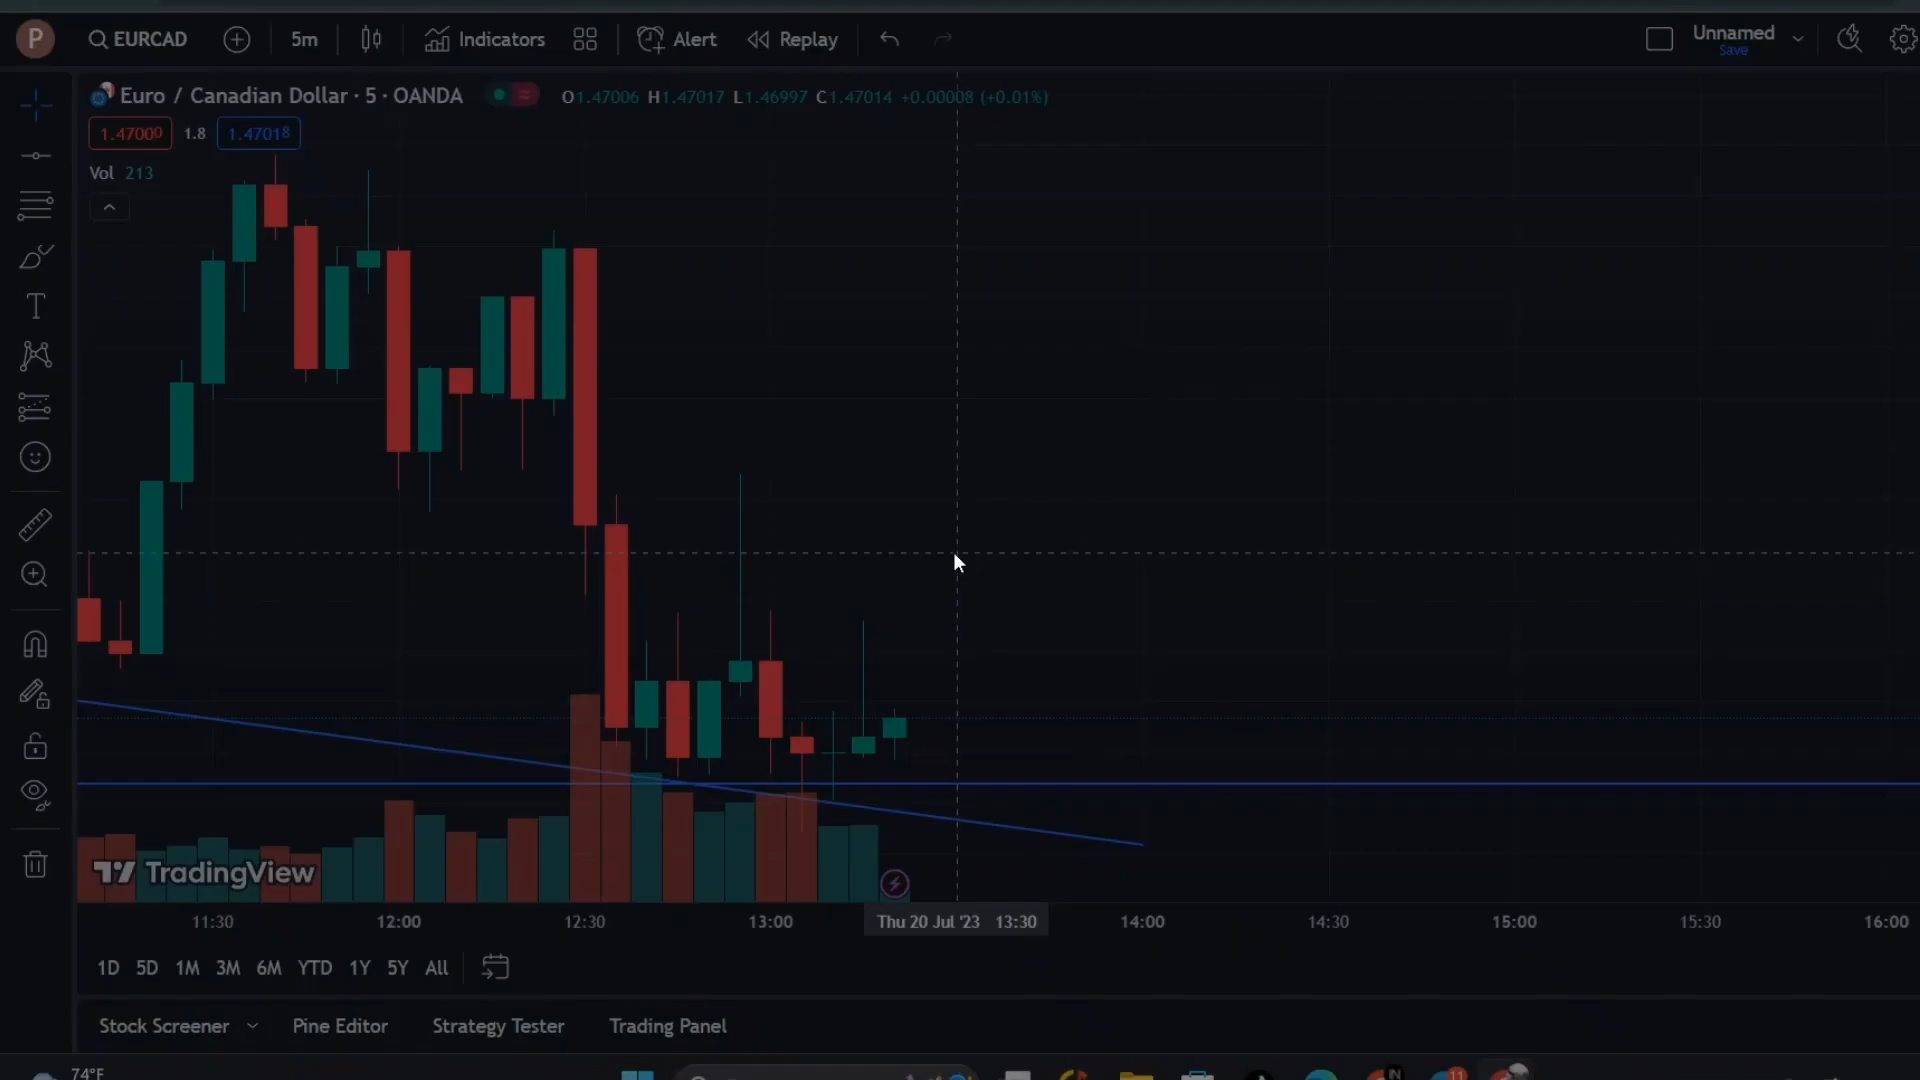 P EURCAD 5m Indicators Alert Replay Unnamed
Save
Euro / Canadian Dollar · 5 · OANDA O1.47006 H1.47017 L1.46997 C1.47014 +0.00008 (+0.01%)
1.47000 1.8 1.47018
Vol 213
TradingView
11:30 12:00 12:30 13:00 Thu 20 Jul '23 13:30 14:00 14:30 15:00 15:30 16:00
1D 5D 1M 3M 6M YTD 1Y 5Y All
Stock Screener Pine Editor Strategy Tester Trading Panel
74°F N 11